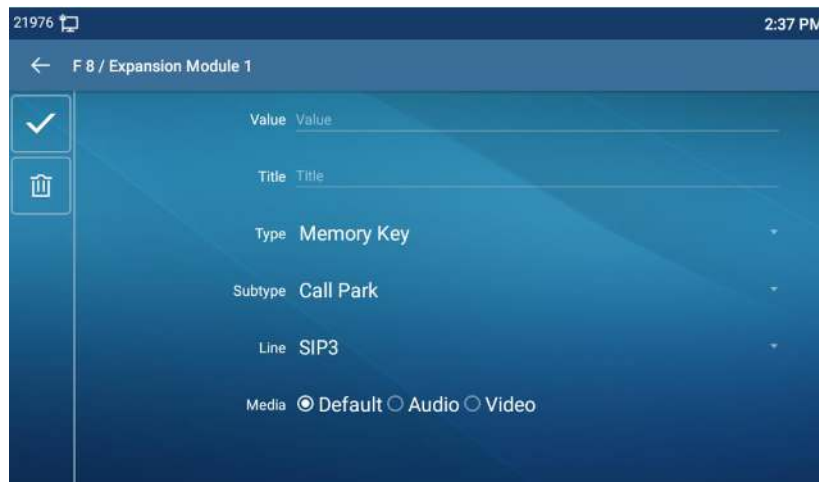 21976 2:37 PM
F 8 / Expansion Module 1
Value Value
Title Title
Type Memory Key
Subtype Call Park
Line SIP3
Media Default Audio Video